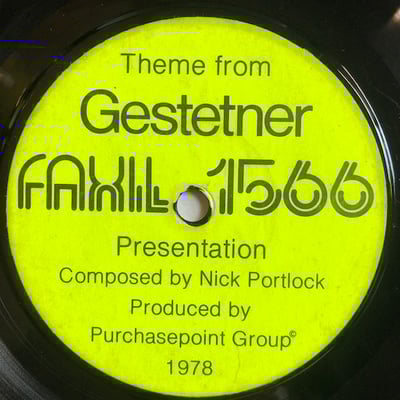 Theme from
Gestetner
FAXIL 1566
Presentation
Composed by Nick Portlock
Produced by
Purchasepoint Group©
1978